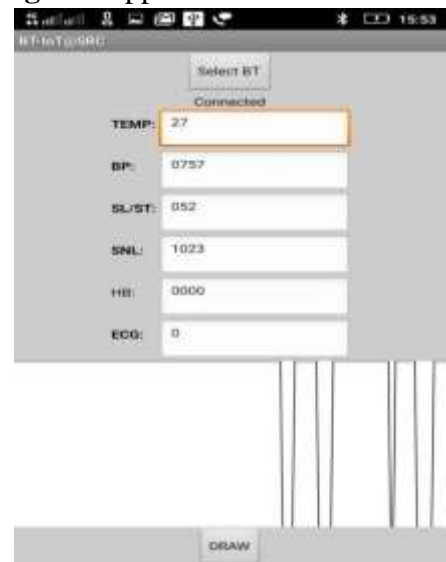 15:53
BT-IoT@SRC
Select BT
Connected
TEMP: 27
BP: 0757
SL/ST: 052
SNL: 1023
HB: 0000
ECG: 0
DRAW